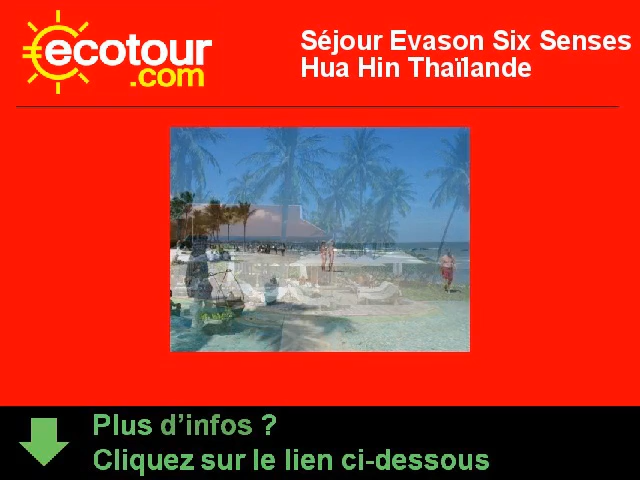 ecotour
.com
Séjour Evason Six Senses
Hua Hin Thaïlande
Plus d’infos ?
Cliquez sur le lien ci-dessous